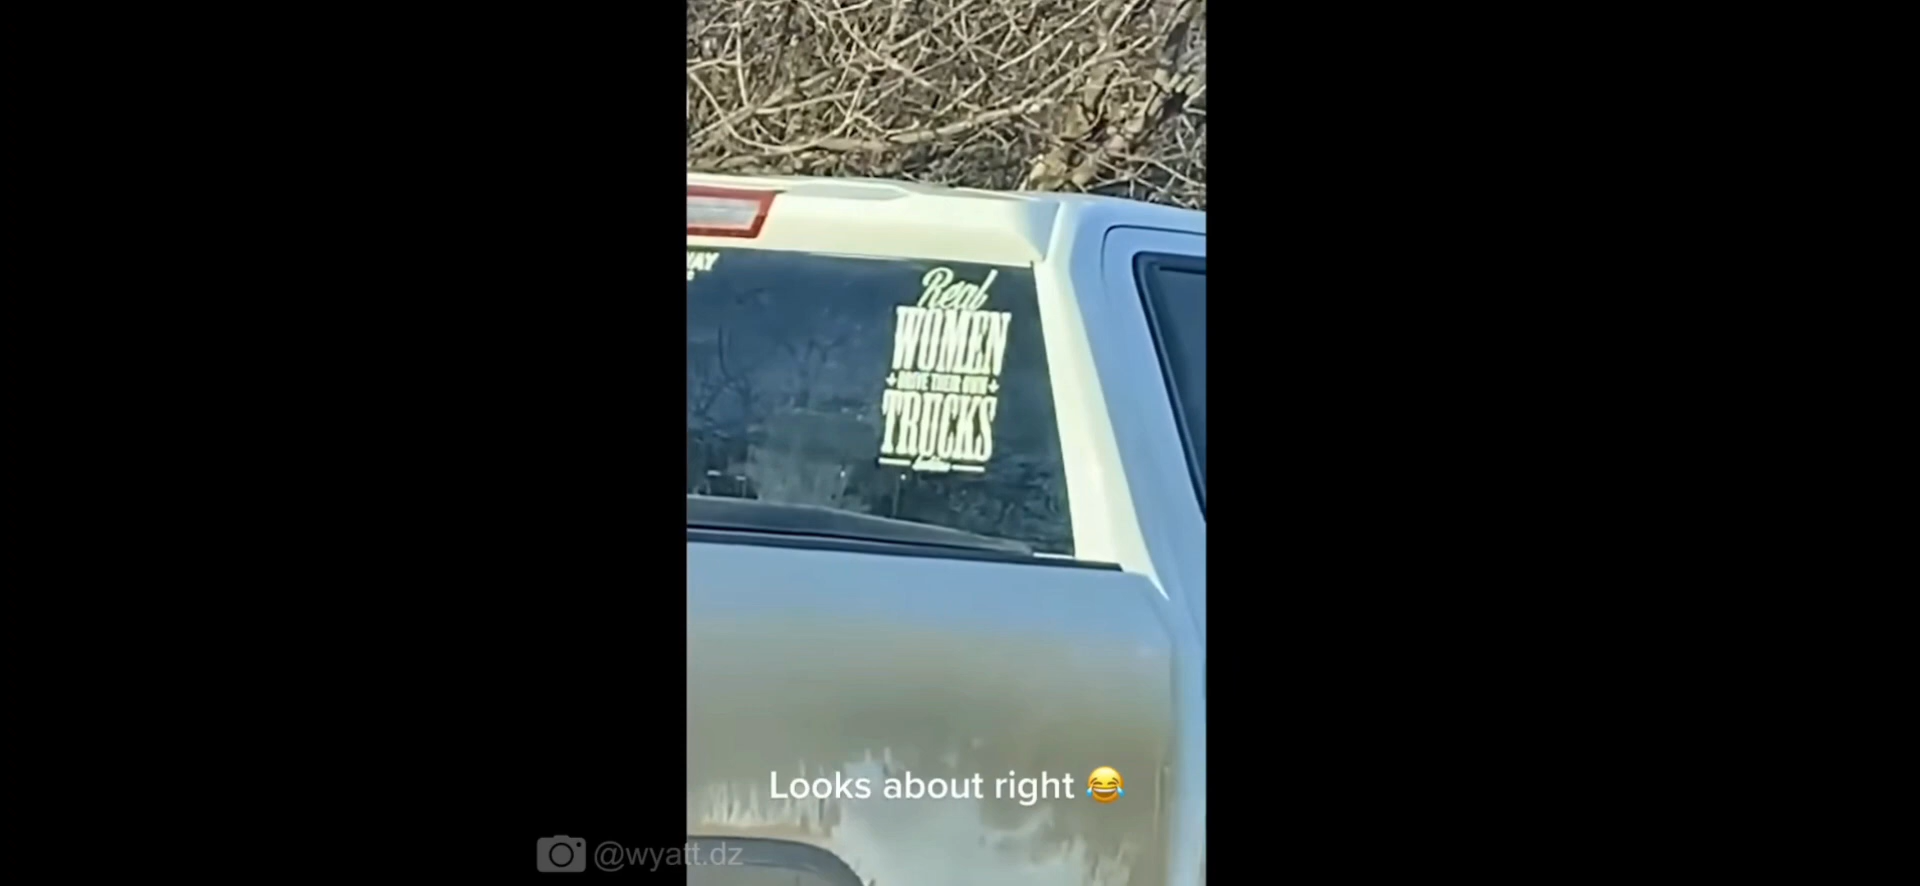 Real
WOMEN
DRIVE THEIR OWN
TRUCKS
Looks about right 😂
@wyatt.dz